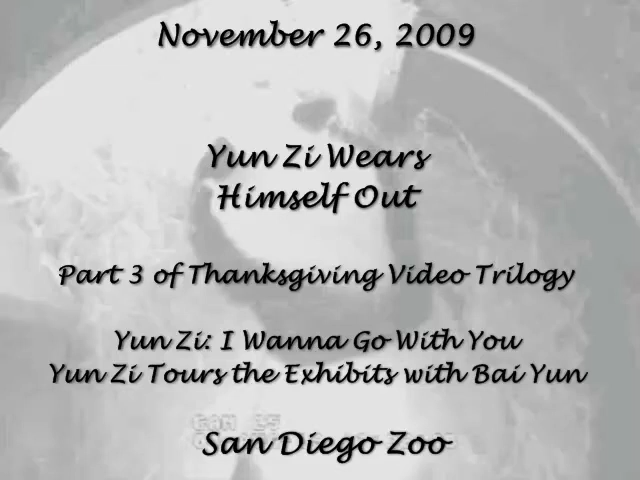 November 26, 2009
Yun Zi Wears
Himself Out
Part 3 of Thanksgiving Video Trilogy
Yun Zi: I Wanna Go With You
Yun Zi Tours the Exhibits with Bai Yun
San Diego Zoo